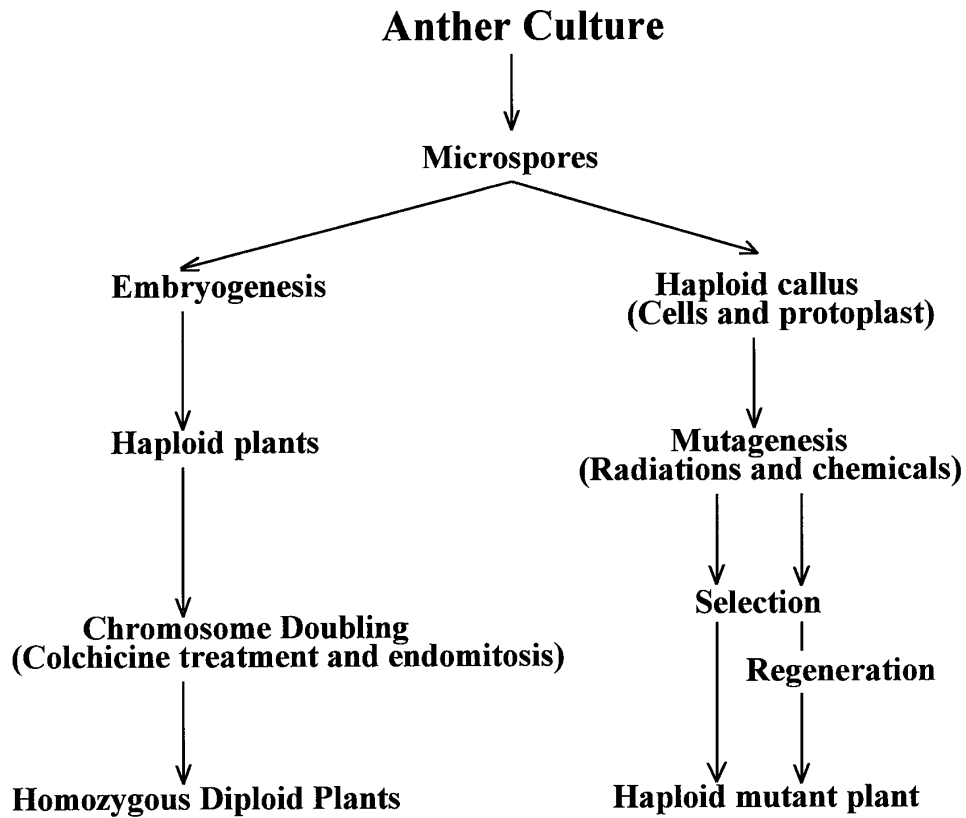 Anther Culture
Microspores
Embryogenesis
Haploid callus
(Cells and protoplast)
Haploid plants
Mutagenesis
(Radiations and chemicals)
Chromosome Doubling
(Colchicine treatment and endomitosis)
Selection
Regeneration
Homozygous Diploid Plants
Haploid mutant plant